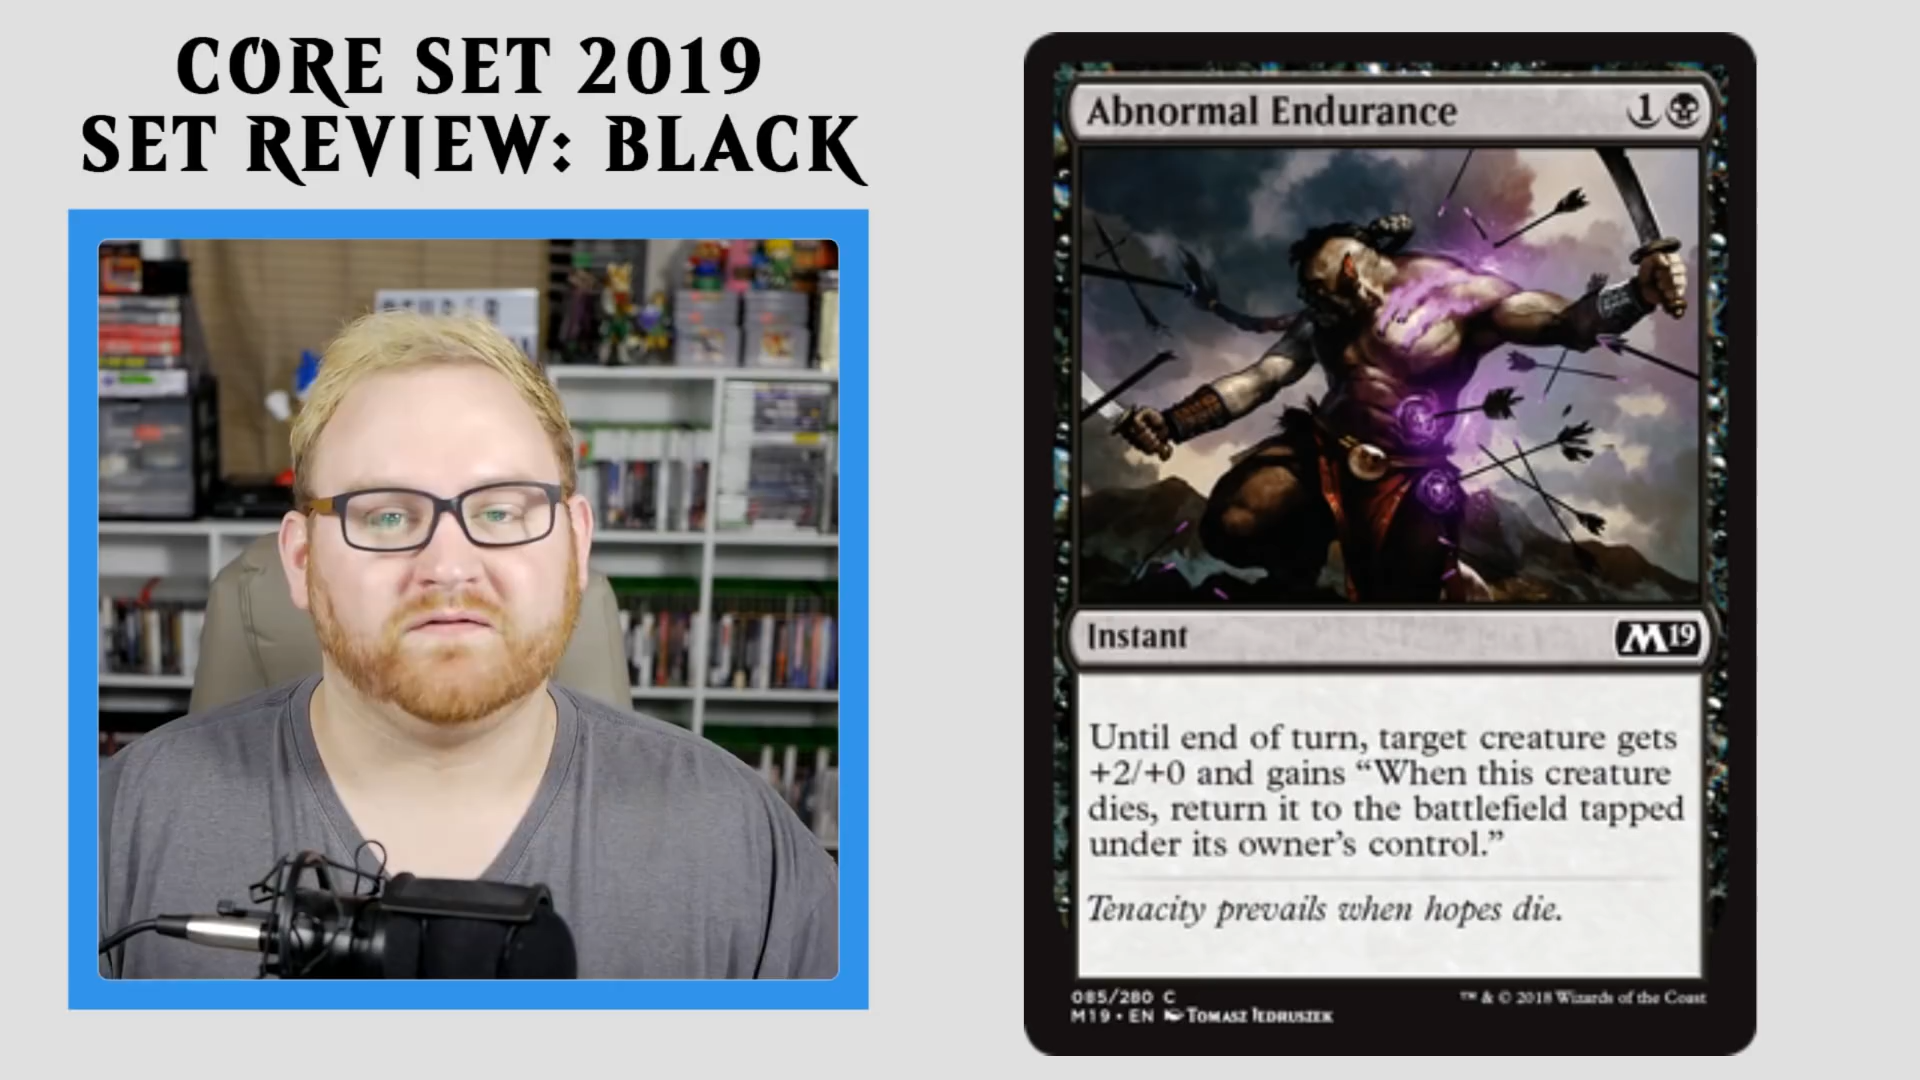 CORE SET 2019
SET REVIEW: BLACK
Abnormal Endurance 1
Instant M19
Until end of turn, target creature gets
+2/+0 and gains “When this creature
dies, return it to the battlefield tapped
under its owner’s control.”
Tenacity prevails when hopes die.
085/280 C
™ & © 2018 Wizards of the Coast
M19 • EN TOMASZ JEDRUSZEK